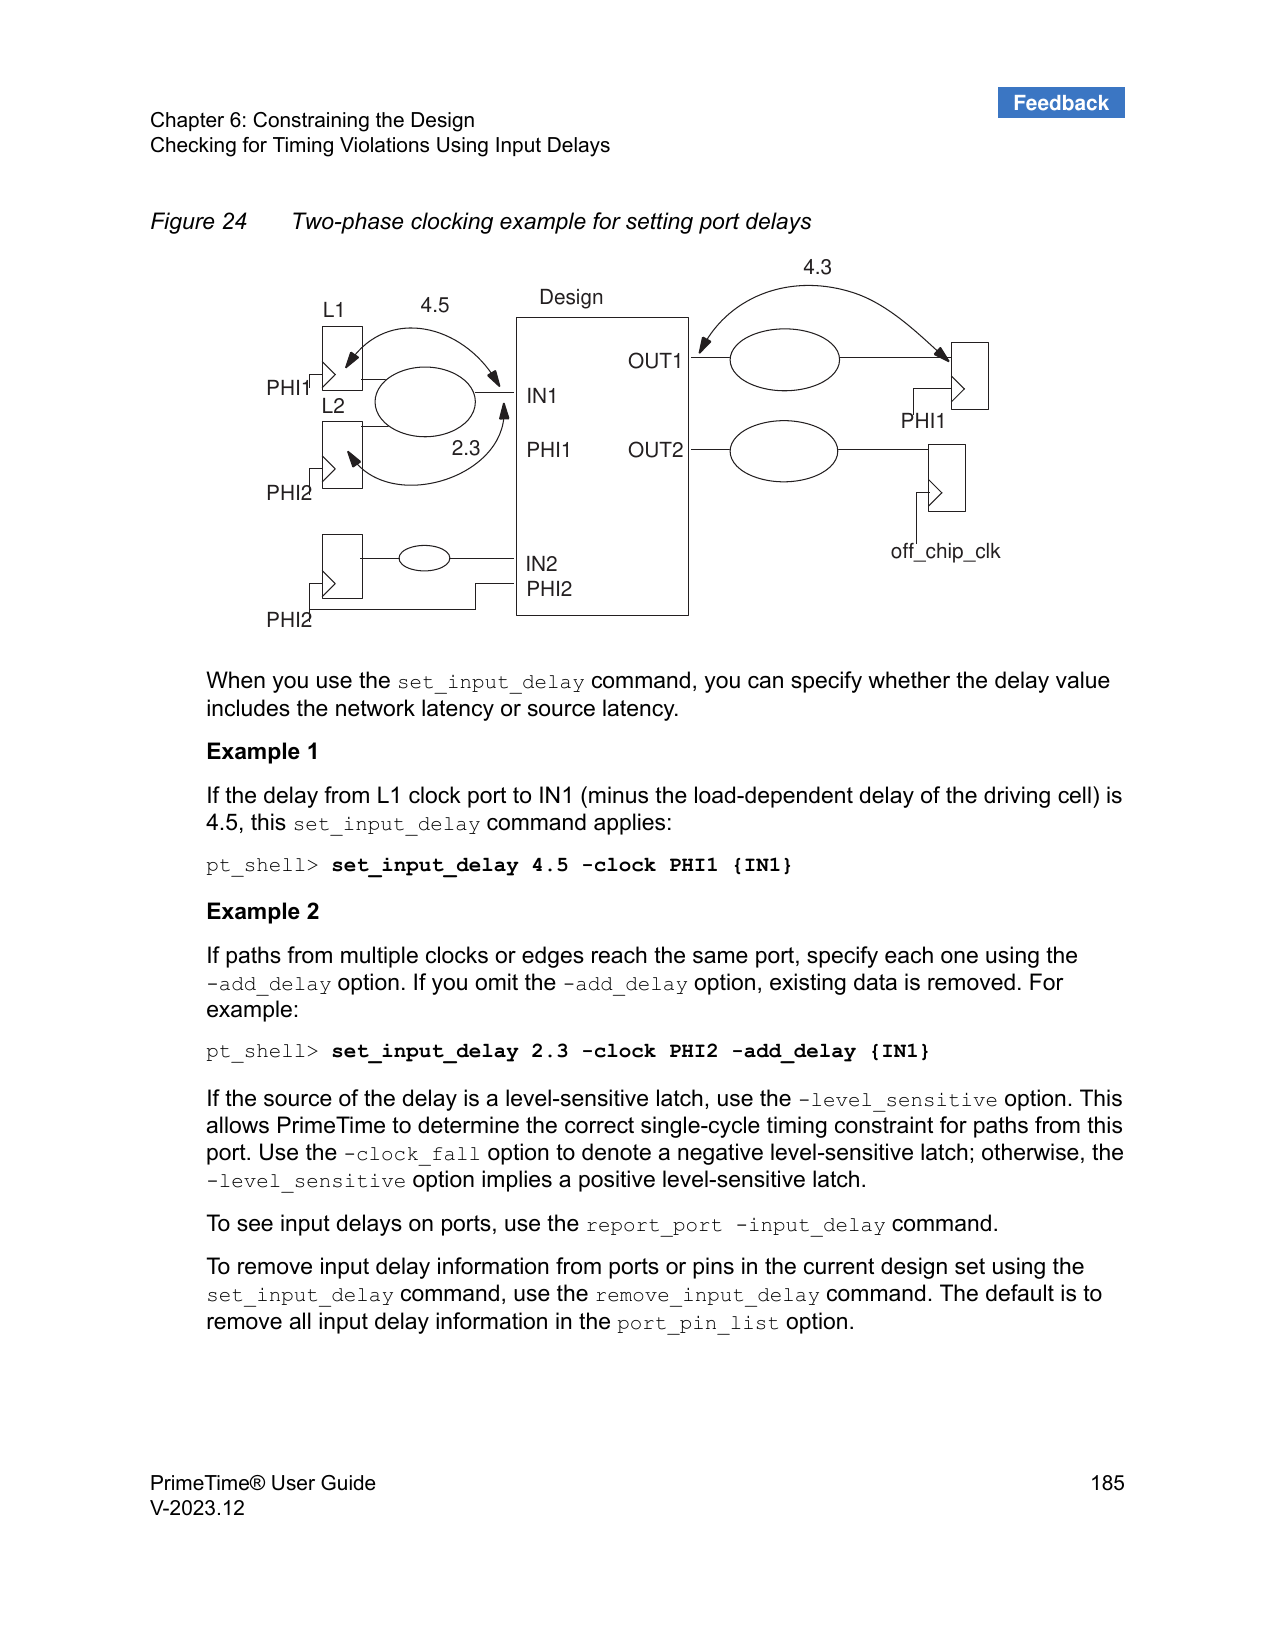 Feedback
Chapter 6: Constraining the Design
Checking for Timing Violations Using Input Delays
Figure 24 Two-phase clocking example for setting port delays
4.3
Design
4.5
L1
OUT1
PHI1
IN1
L2
PHI1
2.3
PHI1
OUT2
PHI2
off_chip_clk
IN2
PHI2
PHI2
When you use the set_input_delay command, you can specify whether the delay value
includes the network latency or source latency.
Example 1
If the delay from L1 clock port to IN1 (minus the load-dependent delay of the driving cell) is
4.5, this set_input_delay command applies:
pt_shell> set_input_delay 4.5 -clock PHI1 {IN1}
Example 2
If paths from multiple clocks or edges reach the same port, specify each one using the
-add_delay option. If you omit the -add_delay option, existing data is removed. For
example:
pt_shell> set_input_delay 2.3 -clock PHI2 -add_delay {IN1}
If the source of the delay is a level-sensitive latch, use the -level_sensitive option. This
allows PrimeTime to determine the correct single-cycle timing constraint for paths from this
port. Use the -clock_fall option to denote a negative level-sensitive latch; otherwise, the
-level_sensitive option implies a positive level-sensitive latch.
To see input delays on ports, use the report_port -input_delay command.
To remove input delay information from ports or pins in the current design set using the
set_input_delay command, use the remove_input_delay command. The default is to
remove all input delay information in the port_pin_list option.
PrimeTime® User Guide 185
V-2023.12